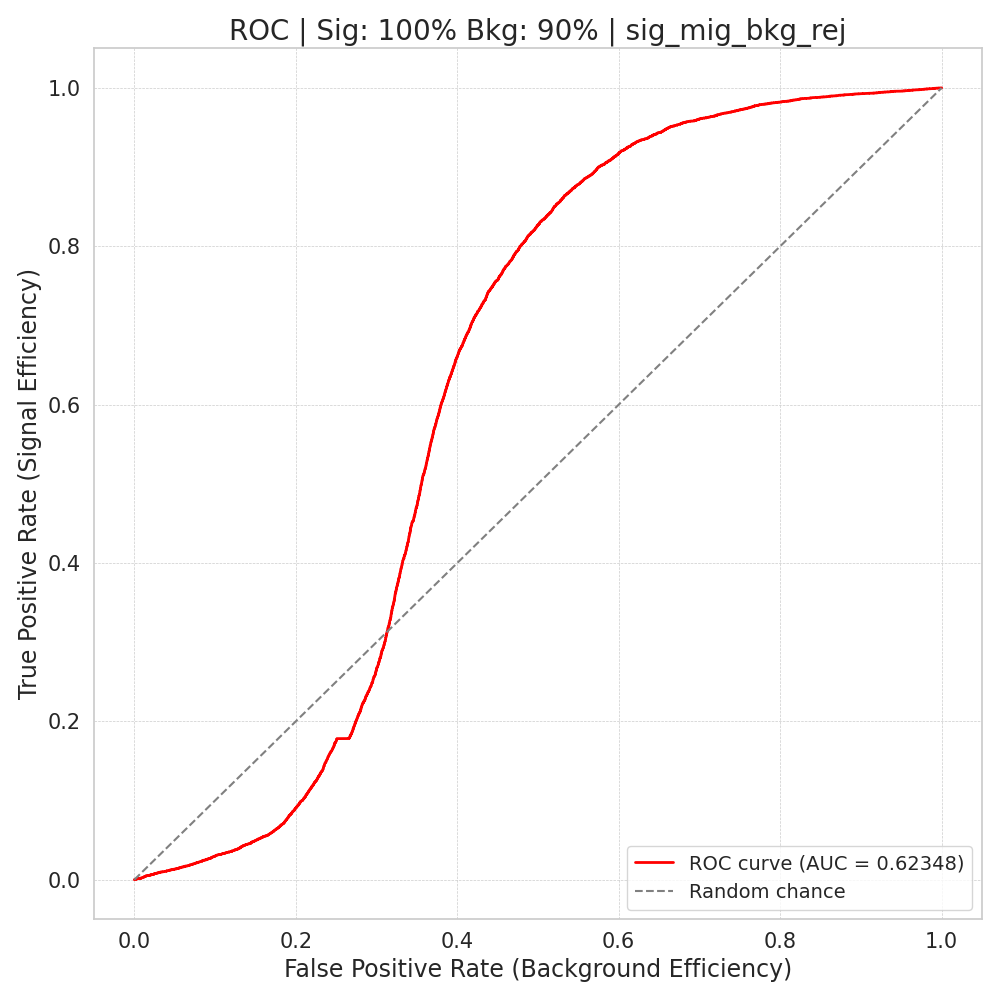 ROC | Sig: 100% Bkg: 90% | sig_mig_bkg_rej
True Positive Rate (Signal Efficiency)
1.0
0.8
0.6
0.4
0.2
0.0
ROC curve (AUC = 0.62348)
Random chance
0.0 0.2 0.4 0.6 0.8 1.0
False Positive Rate (Background Efficiency)